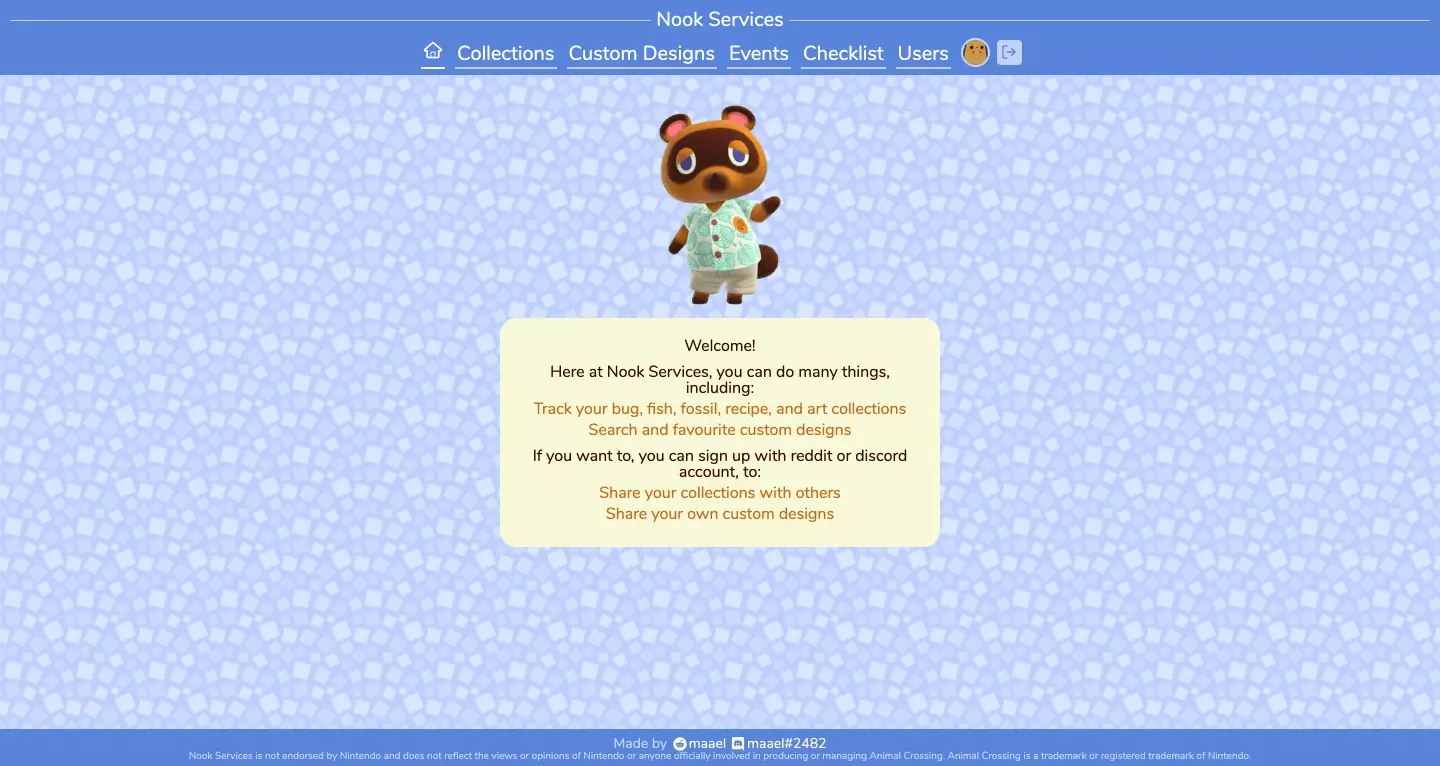 Nook Services
Collections Custom Designs Events Checklist Users
Welcome!
Here at Nook Services, you can do many things,
including:
Track your bug, fish, fossil, recipe, and art collections
Search and favourite custom designs
If you want to, you can sign up with reddit or discord
account, to:
Share your collections with others
Share your own custom designs
Made by maael maael#2482
Nook Services is not endorsed by Nintendo and does not reflect the views or opinions of Nintendo or anyone officially involved in producing or managing Animal Crossing. Animal Crossing is a trademark or registered trademark of Nintendo.